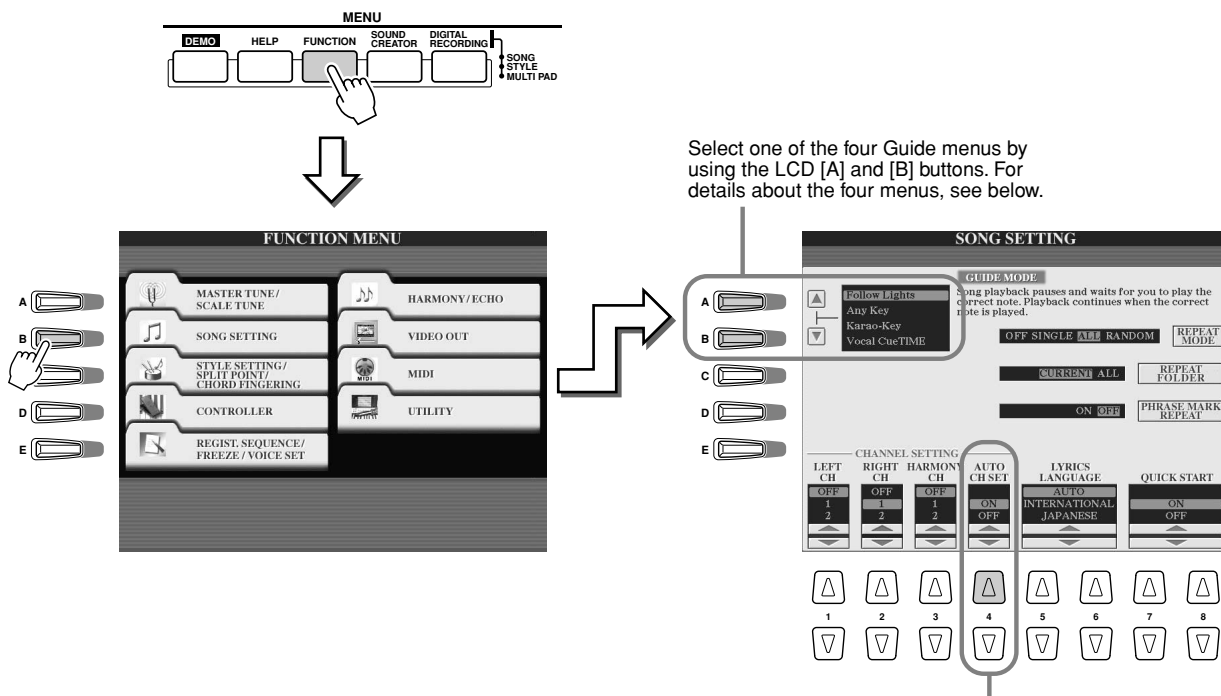 MENU
DEMO HELP FUNCTION SOUND CREATOR DIGITAL RECORDING
SONG
STYLE
MULTI PAD
Select one of the four Guide menus by
using the LCD [A] and [B] buttons. For
details about the four menus, see below.
FUNCTION MENU
A
B
D
E
MASTER TUNE/
SCALE TUNE
SONG SETTING
STYLE SETTING/
SPLIT POINT/
CHORD FINGERING
CONTROLLER
REGIST. SEQUENCE/
FREEZE / VOICE SET
HARMONY/ ECHO
VIDEO OUT
MIDI
MIDI
UTILITY
SONG SETTING
A
B
C
D
E
GUIDE MODE
Follow Lights
Any Key
Karao-Key
Vocal CueTIME
Song playback pauses and waits for you to play the
correct note. Playback continues when the correct
note is played.
OFF SINGLE ALL RANDOM
REPEAT
MODE
CURRENT ALL
REPEAT
FOLDER
ON OFF
PHRASE MARK
REPEAT
CHANNEL SETTING
LEFT CH
RIGHT CH
HARMONY CH
AUTO CH SET
LYRICS LANGUAGE
QUICK START
OFF OFF OFF AUTO
1 1 1 ON INTERNATIONAL ON
2 2 2 OFF JAPANESE OFF
1 2 3 4 5 6 7 8